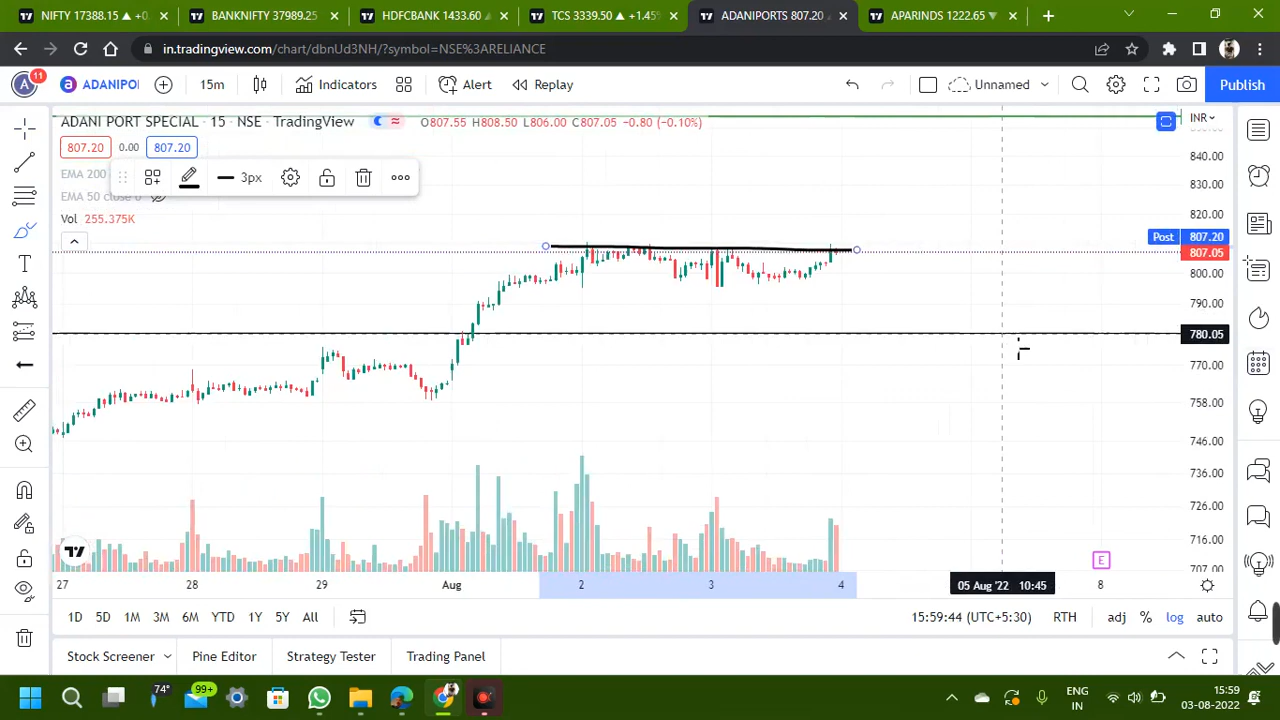 NIFTY 17388.15 ▲ +0.
BANKNIFTY 37989.25
HDFCBANK 1433.60
TCS 3339.50 ▲ +1.45%
ADANIPORTS 807.20
APARINDS 1222.65 ▼
in.tradingview.com/chart/dbnUd3NH/?symbol=NSE%3ARELIANCE
A 11
ADANIPO
15m
Indicators
Alert
Replay
Unnamed
Publish
ADANI PORT SPECIAL · 15 · NSE · TradingView
O807.55 H808.50 L806.00 C807.05 −0.80 (−0.10%)
INR
807.20 0.00 807.20
840.00
EMA 200
3px
830.00
EMA 50 close 0
820.00
Vol 255.375K
Post 807.20
807.05
800.00
790.00
780.05
770.00
758.00
746.00
736.00
726.00
716.00
707.00
E
27 28 29 Aug 2 3 4 05 Aug '22 10:45 8
1D 5D 1M 3M 6M YTD 1Y 5Y All
15:59:44 (UTC+5:30) RTH adj % log auto
Stock Screener Pine Editor Strategy Tester Trading Panel
74°
99+
ENG
IN
15:59
03-08-2022